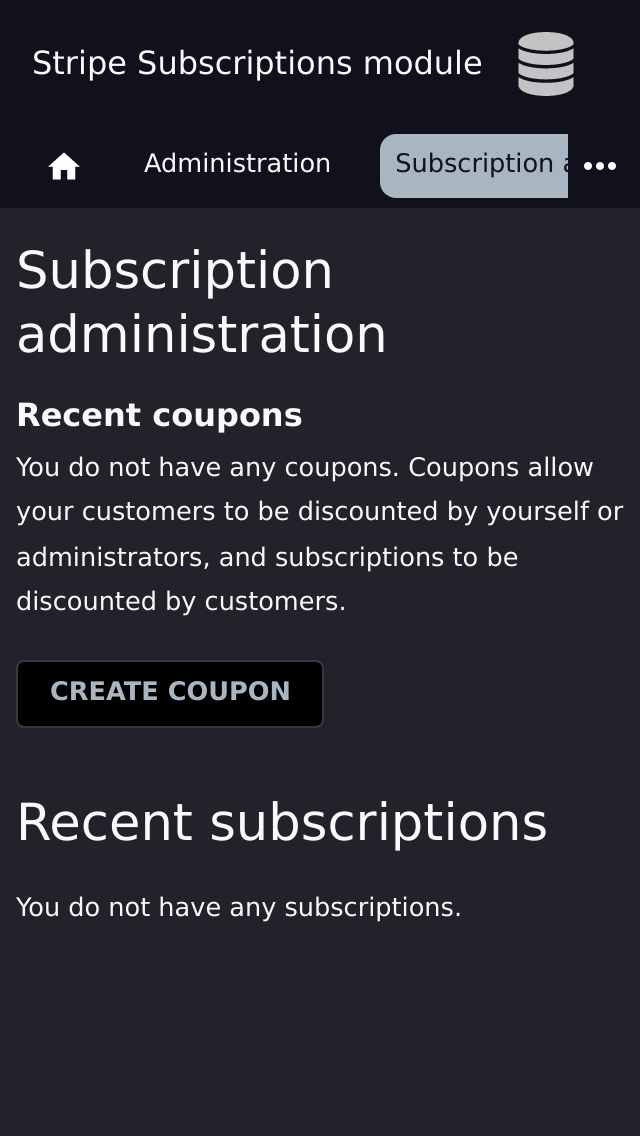 Stripe Subscriptions module
Administration
Subscription
Subscription
administration
Recent coupons
You do not have any coupons. Coupons allow
your customers to be discounted by yourself or
administrators, and subscriptions to be
discounted by customers.
CREATE COUPON
Recent subscriptions
You do not have any subscriptions.